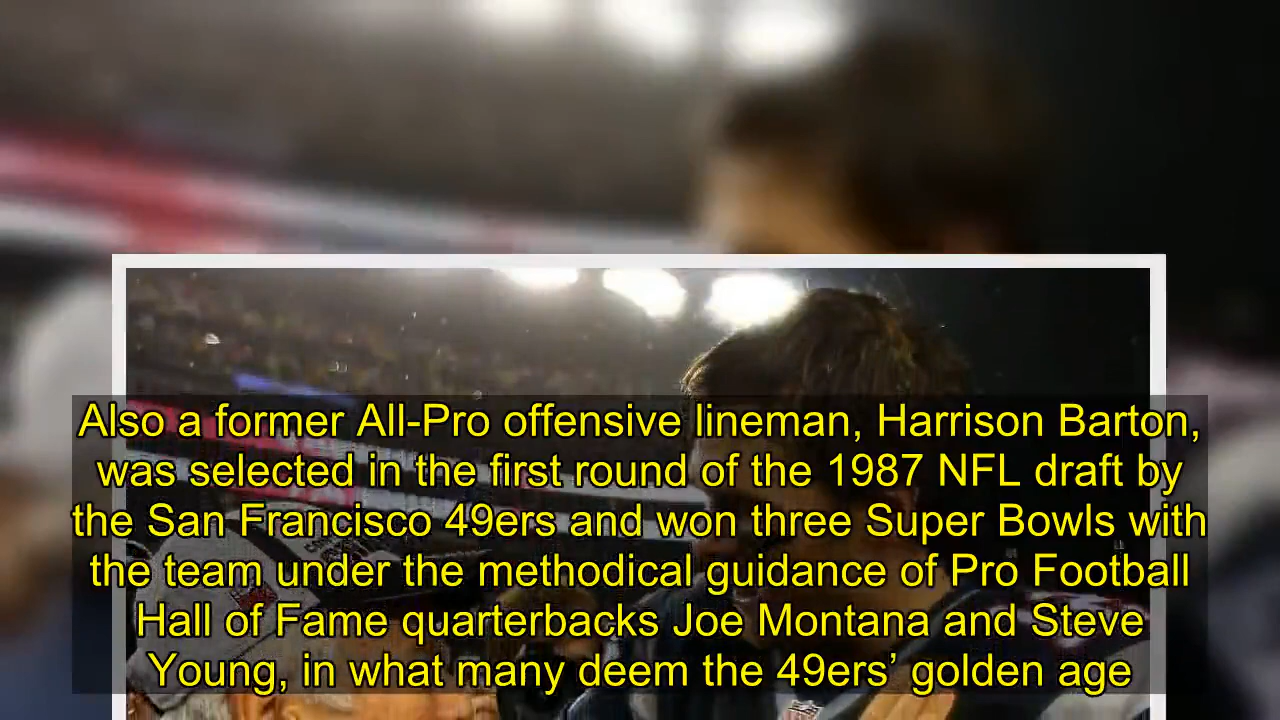 Also a former All-Pro offensive lineman, Harrison Barton,
was selected in the first round of the 1987 NFL draft by
the San Francisco 49ers and won three Super Bowls with
the team under the methodical guidance of Pro Football
Hall of Fame quarterbacks Joe Montana and Steve
Young, in what many deem the 49ers’ golden age